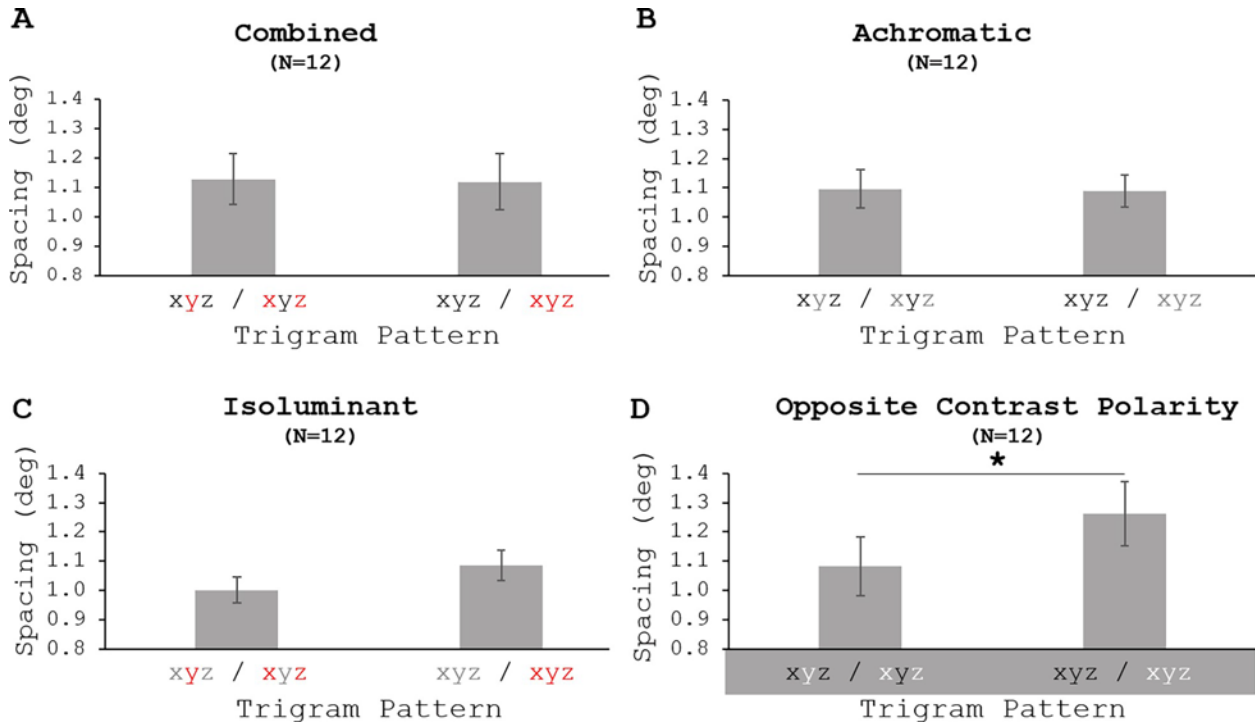 A
Combined
(N=12)
Spacing (deg)
1.4
1.3
1.2
1.1
1.0
0.9
0.8
xyz / xyz
xyz / xyz
Trigram Pattern
B
Achromatic
(N=12)
Spacing (deg)
1.4
1.3
1.2
1.1
1.0
0.9
0.8
xyz / xyz
xyz / xyz
Trigram Pattern
C
Isoluminant
(N=12)
Spacing (deg)
1.4
1.3
1.2
1.1
1.0
0.9
0.8
xyz / xyz
xyz / xyz
Trigram Pattern
D
Opposite Contrast Polarity
(N=12)
*
Spacing (deg)
1.4
1.3
1.2
1.1
1.0
0.9
0.8
xyz / xyz
xyz / xyz
Trigram Pattern